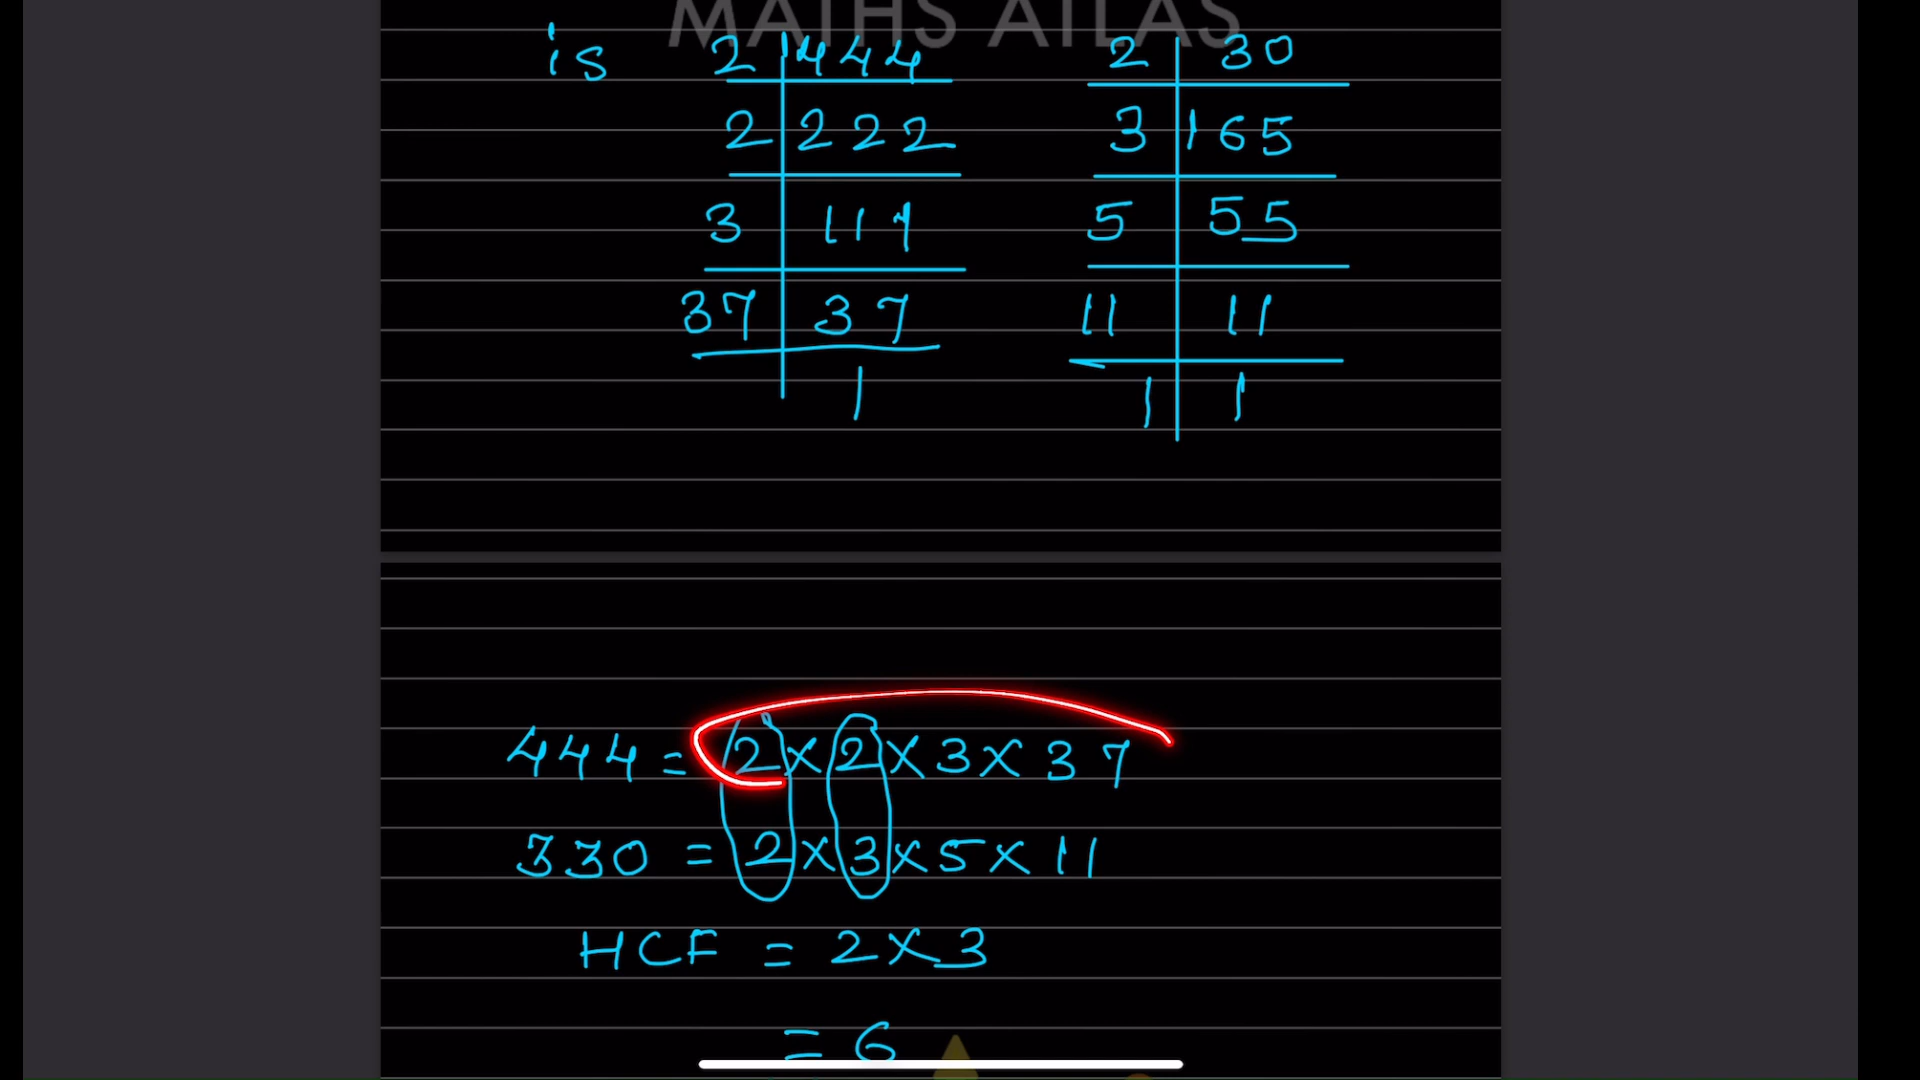 MATHS ATLAS
is 2 444 2 30
2 222 3 165
3 111 5 55
37 37 11 11
1 1 1
444 = 2 × 2 × 3 × 37
330 = 2 × 3 × 5 × 11
HCF = 2 × 3
= 6